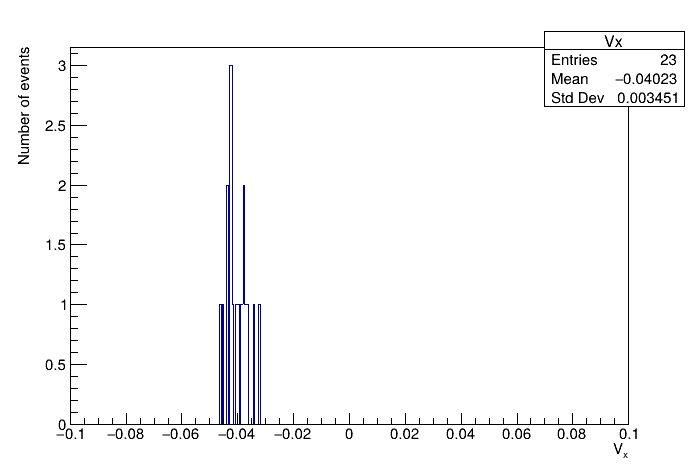 Vx
Entries 23
Mean −0.04023
Std Dev 0.003451
Number of events
3
2.5
2
1.5
1
0.5
0
−0.1 −0.08 −0.06 −0.04 −0.02 0 0.02 0.04 0.06 0.08 0.1
Vx